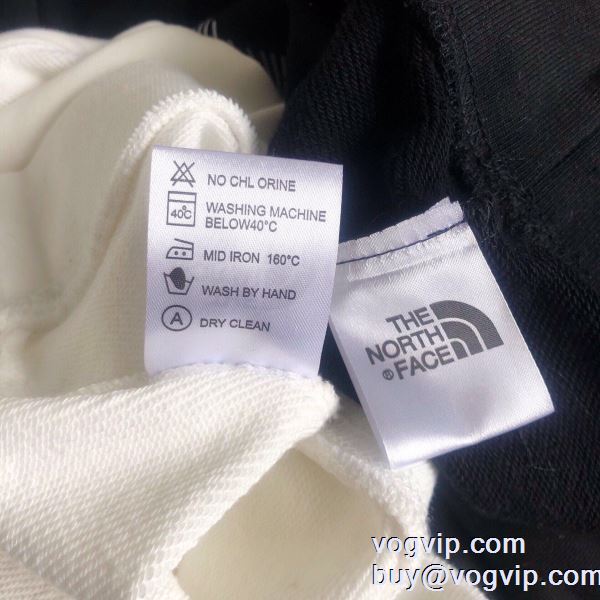 NO CHL ORINE
40℃
WASHING MACHINE
BELOW40°C
MID IRON 160°C
WASH BY HAND
A
DRY CLEAN
THE
NORTH
®FACE
vogvip.com
buy@vogvip.com